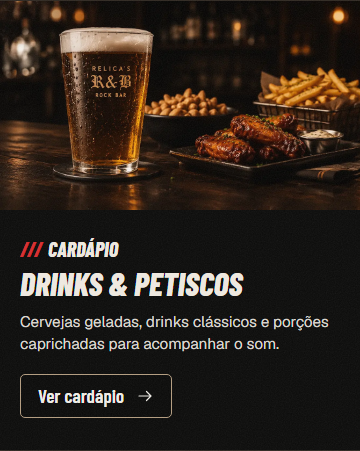 RELICA'S
R&B
ROCK BAR
/// CARDÁPIO
DRINKS & PETISCOS
Cervejas geladas, drinks clássicos e porções
caprichadas para acompanhar o som.
Ver cardápio →